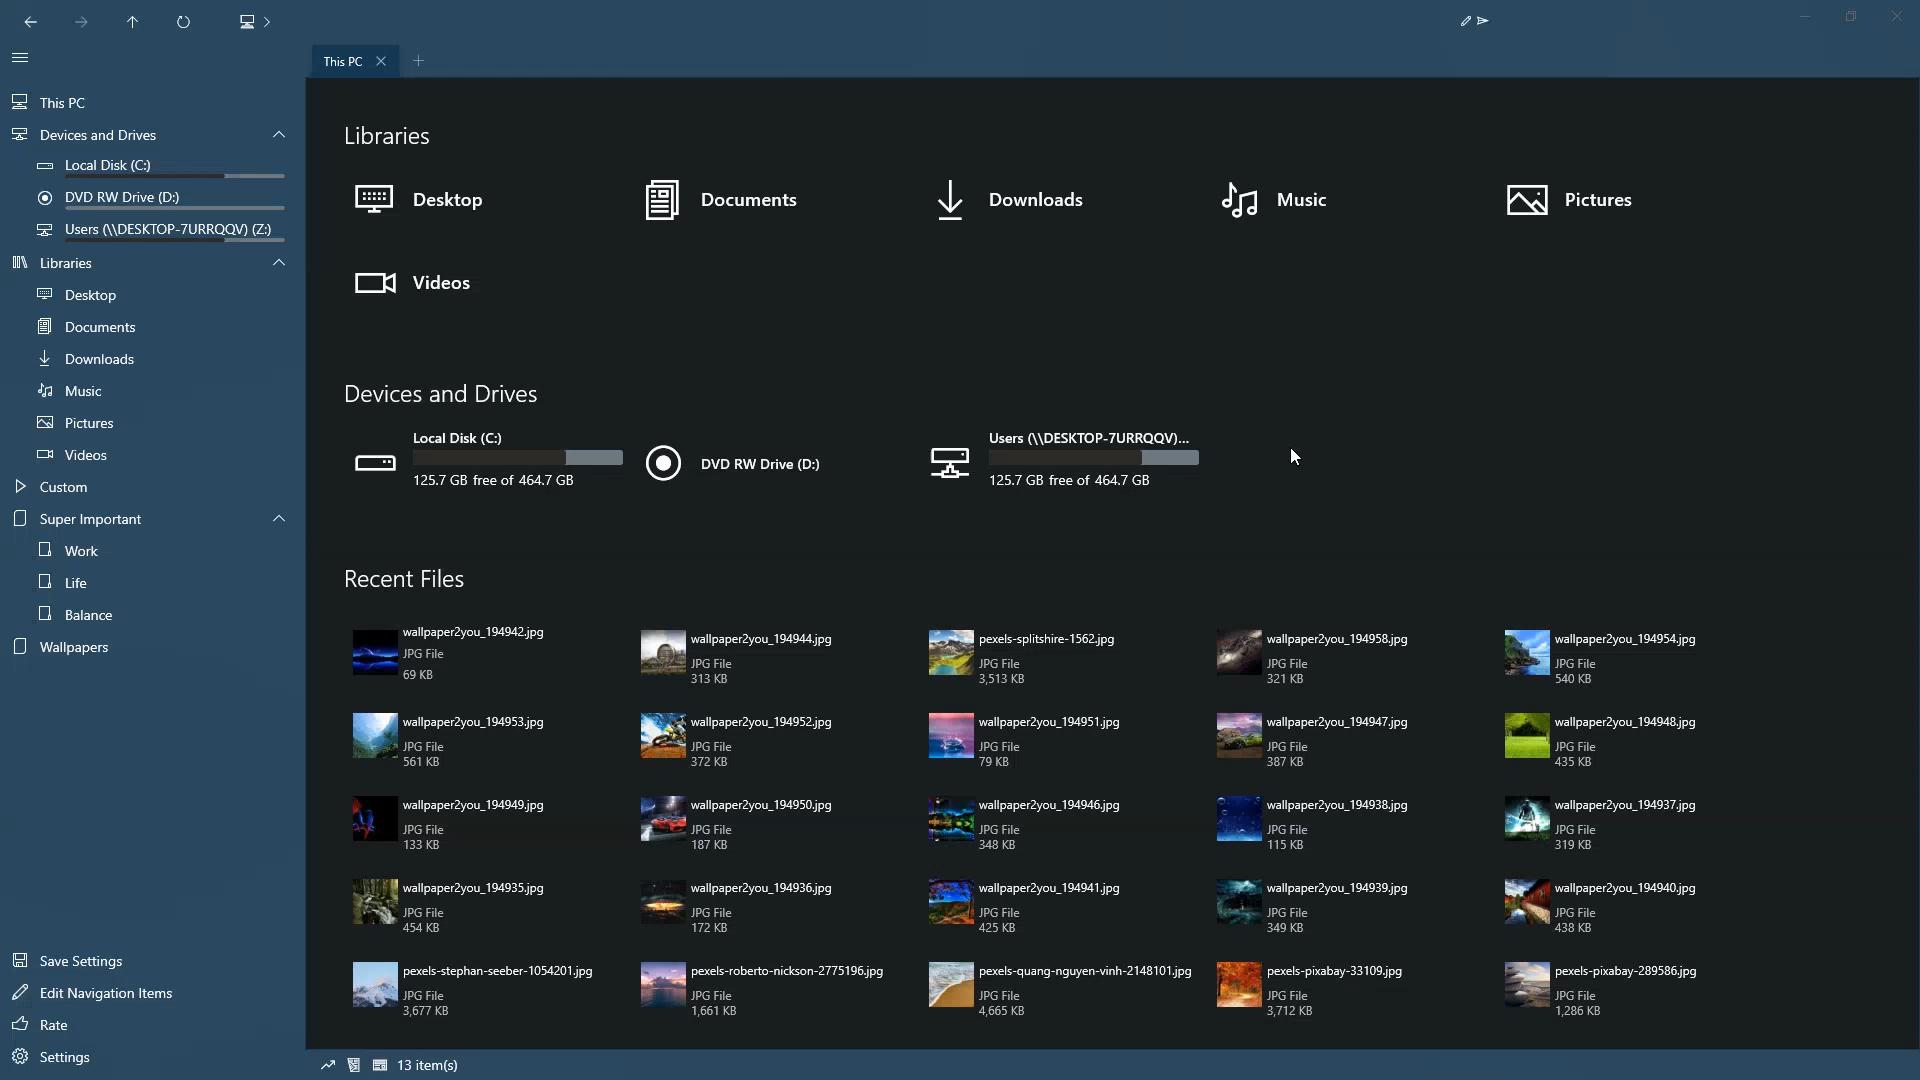 This PC
This PC
Devices and Drives
Local Disk (C:)
DVD RW Drive (D:)
Users (\\DESKTOP-7URRQQV) (Z:)
Libraries
Desktop
Documents
Downloads
Music
Pictures
Videos
Custom
Super Important
Work
Life
Balance
Wallpapers
Save Settings
Edit Navigation Items
Rate
Settings
Libraries
Desktop
Documents
Downloads
Music
Pictures
Videos
Devices and Drives
Local Disk (C:)
125.7 GB free of 464.7 GB
DVD RW Drive (D:)
Users (\\DESKTOP-7URRQQV)...
125.7 GB free of 464.7 GB
Recent Files
wallpaper2you_194942.jpg
JPG File
69 KB
wallpaper2you_194944.jpg
JPG File
313 KB
pexels-splitshire-1562.jpg
JPG File
3,513 KB
wallpaper2you_194958.jpg
JPG File
321 KB
wallpaper2you_194954.jpg
JPG File
540 KB
wallpaper2you_194953.jpg
JPG File
561 KB
wallpaper2you_194952.jpg
JPG File
372 KB
wallpaper2you_194951.jpg
JPG File
79 KB
wallpaper2you_194947.jpg
JPG File
387 KB
wallpaper2you_194948.jpg
JPG File
435 KB
wallpaper2you_194949.jpg
JPG File
133 KB
wallpaper2you_194950.jpg
JPG File
187 KB
wallpaper2you_194946.jpg
JPG File
348 KB
wallpaper2you_194938.jpg
JPG File
115 KB
wallpaper2you_194937.jpg
JPG File
319 KB
wallpaper2you_194935.jpg
JPG File
454 KB
wallpaper2you_194936.jpg
JPG File
172 KB
wallpaper2you_194941.jpg
JPG File
425 KB
wallpaper2you_194939.jpg
JPG File
349 KB
wallpaper2you_194940.jpg
JPG File
438 KB
pexels-stephan-seeber-1054201.jpg
JPG File
3,677 KB
pexels-roberto-nickson-2775196.jpg
JPG File
1,661 KB
pexels-quang-nguyen-vinh-2148101.jpg
JPG File
4,665 KB
pexels-pixabay-33109.jpg
JPG File
3,712 KB
pexels-pixabay-289586.jpg
JPG File
1,286 KB
13 item(s)